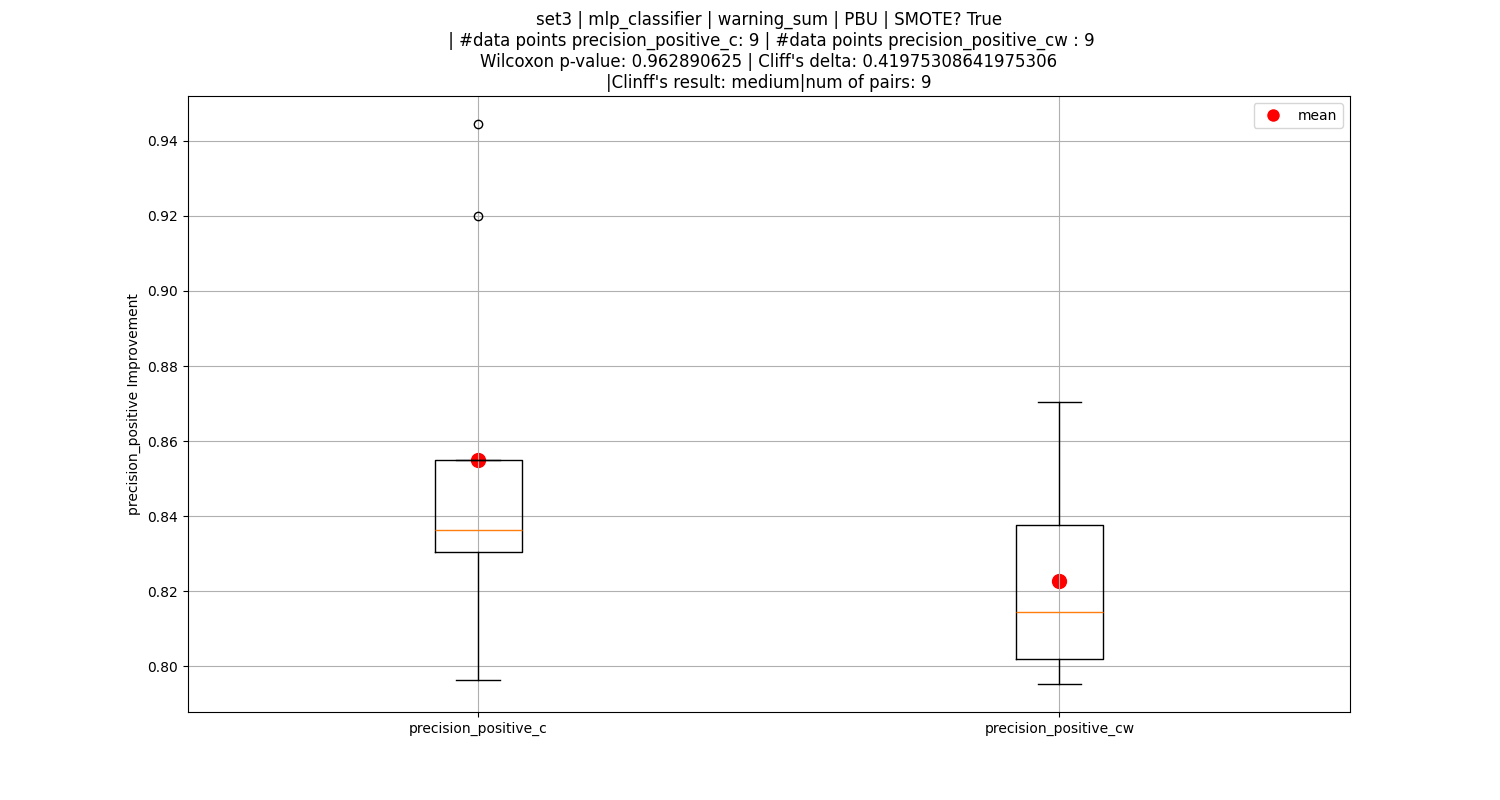 set3 | mlp_classifier | warning_sum | PBU | SMOTE? True
| #data points precision_positive_c: 9 | #data points precision_positive_cw : 9
Wilcoxon p-value: 0.962890625 | Cliff's delta: 0.41975308641975306
|Clinff's result: medium|num of pairs: 9
mean
0.94
0.92
0.90
0.88
0.86
0.84
0.82
0.80
precision_positive Improvement
precision_positive_c
precision_positive_cw